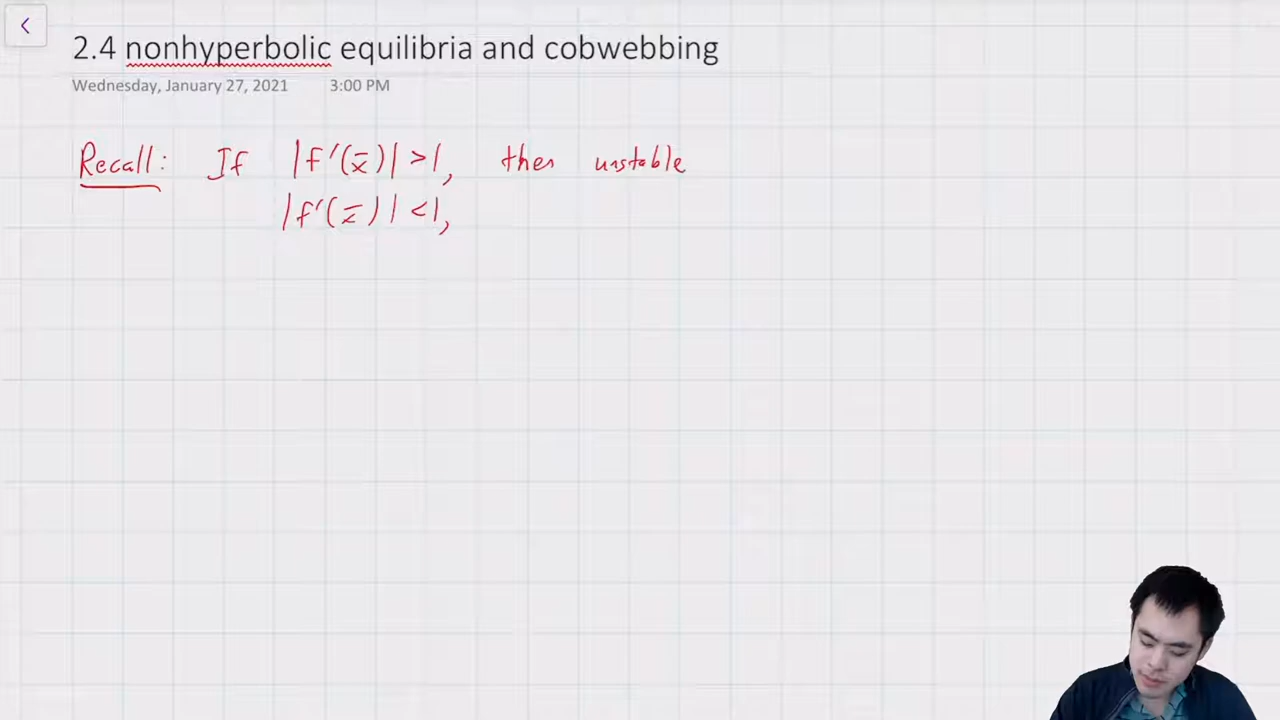 2.4 nonhyperbolic equilibria and cobwebbing
Wednesday, January 27, 2021 3:00 PM
Recall: If |f'(x̄)| >1, then unstable
|f'(x̄)| <1,